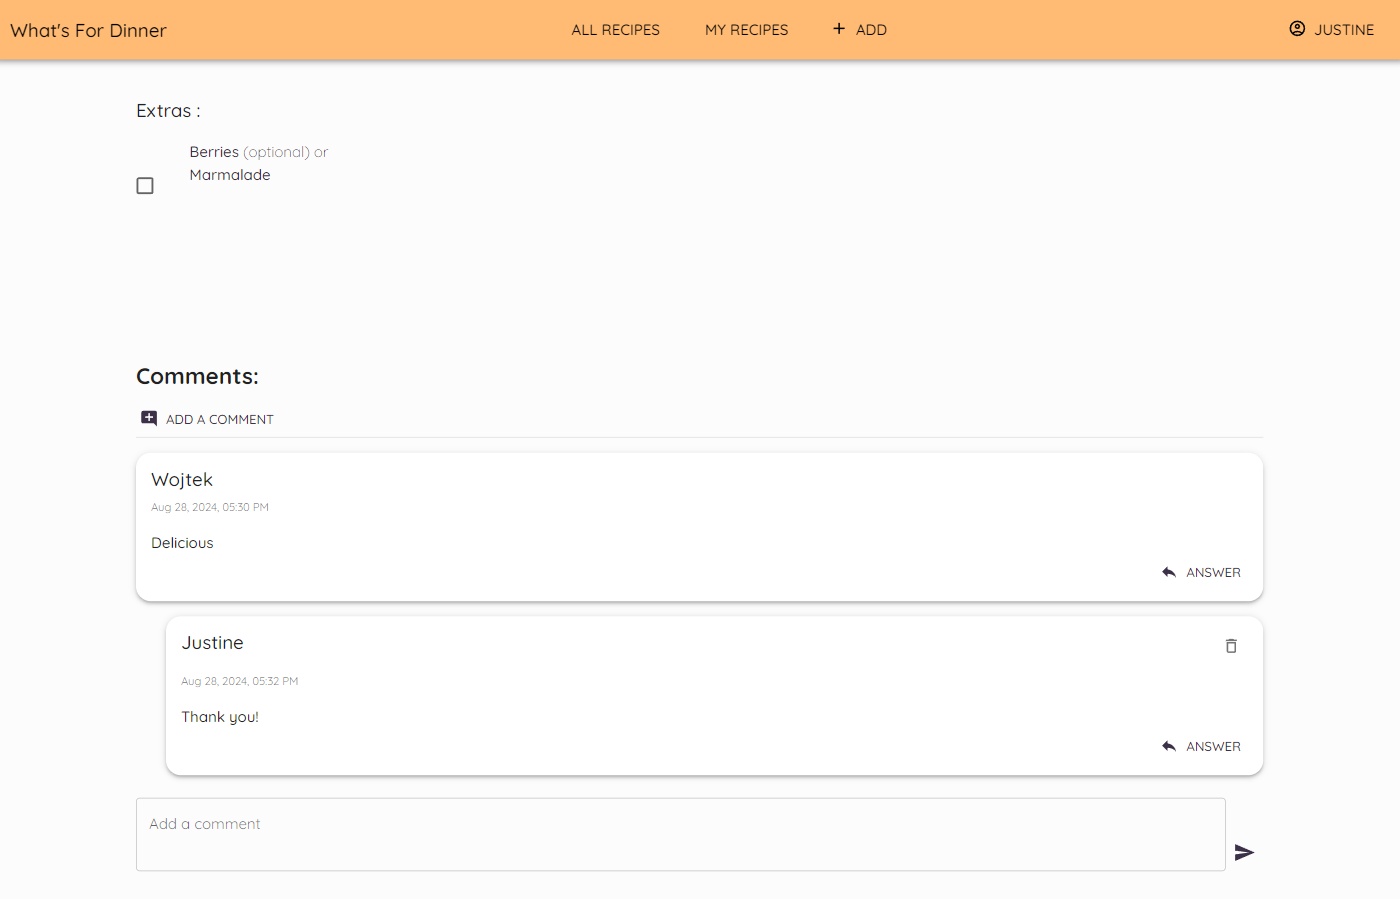 What's For Dinner
ALL RECIPES
MY RECIPES
+ ADD
JUSTINE
Extras :
Berries (optional) or
Marmalade
Comments:
ADD A COMMENT
Wojtek
Aug 28, 2024, 05:30 PM
Delicious
ANSWER
Justine
Aug 28, 2024, 05:32 PM
Thank you!
ANSWER
Add a comment